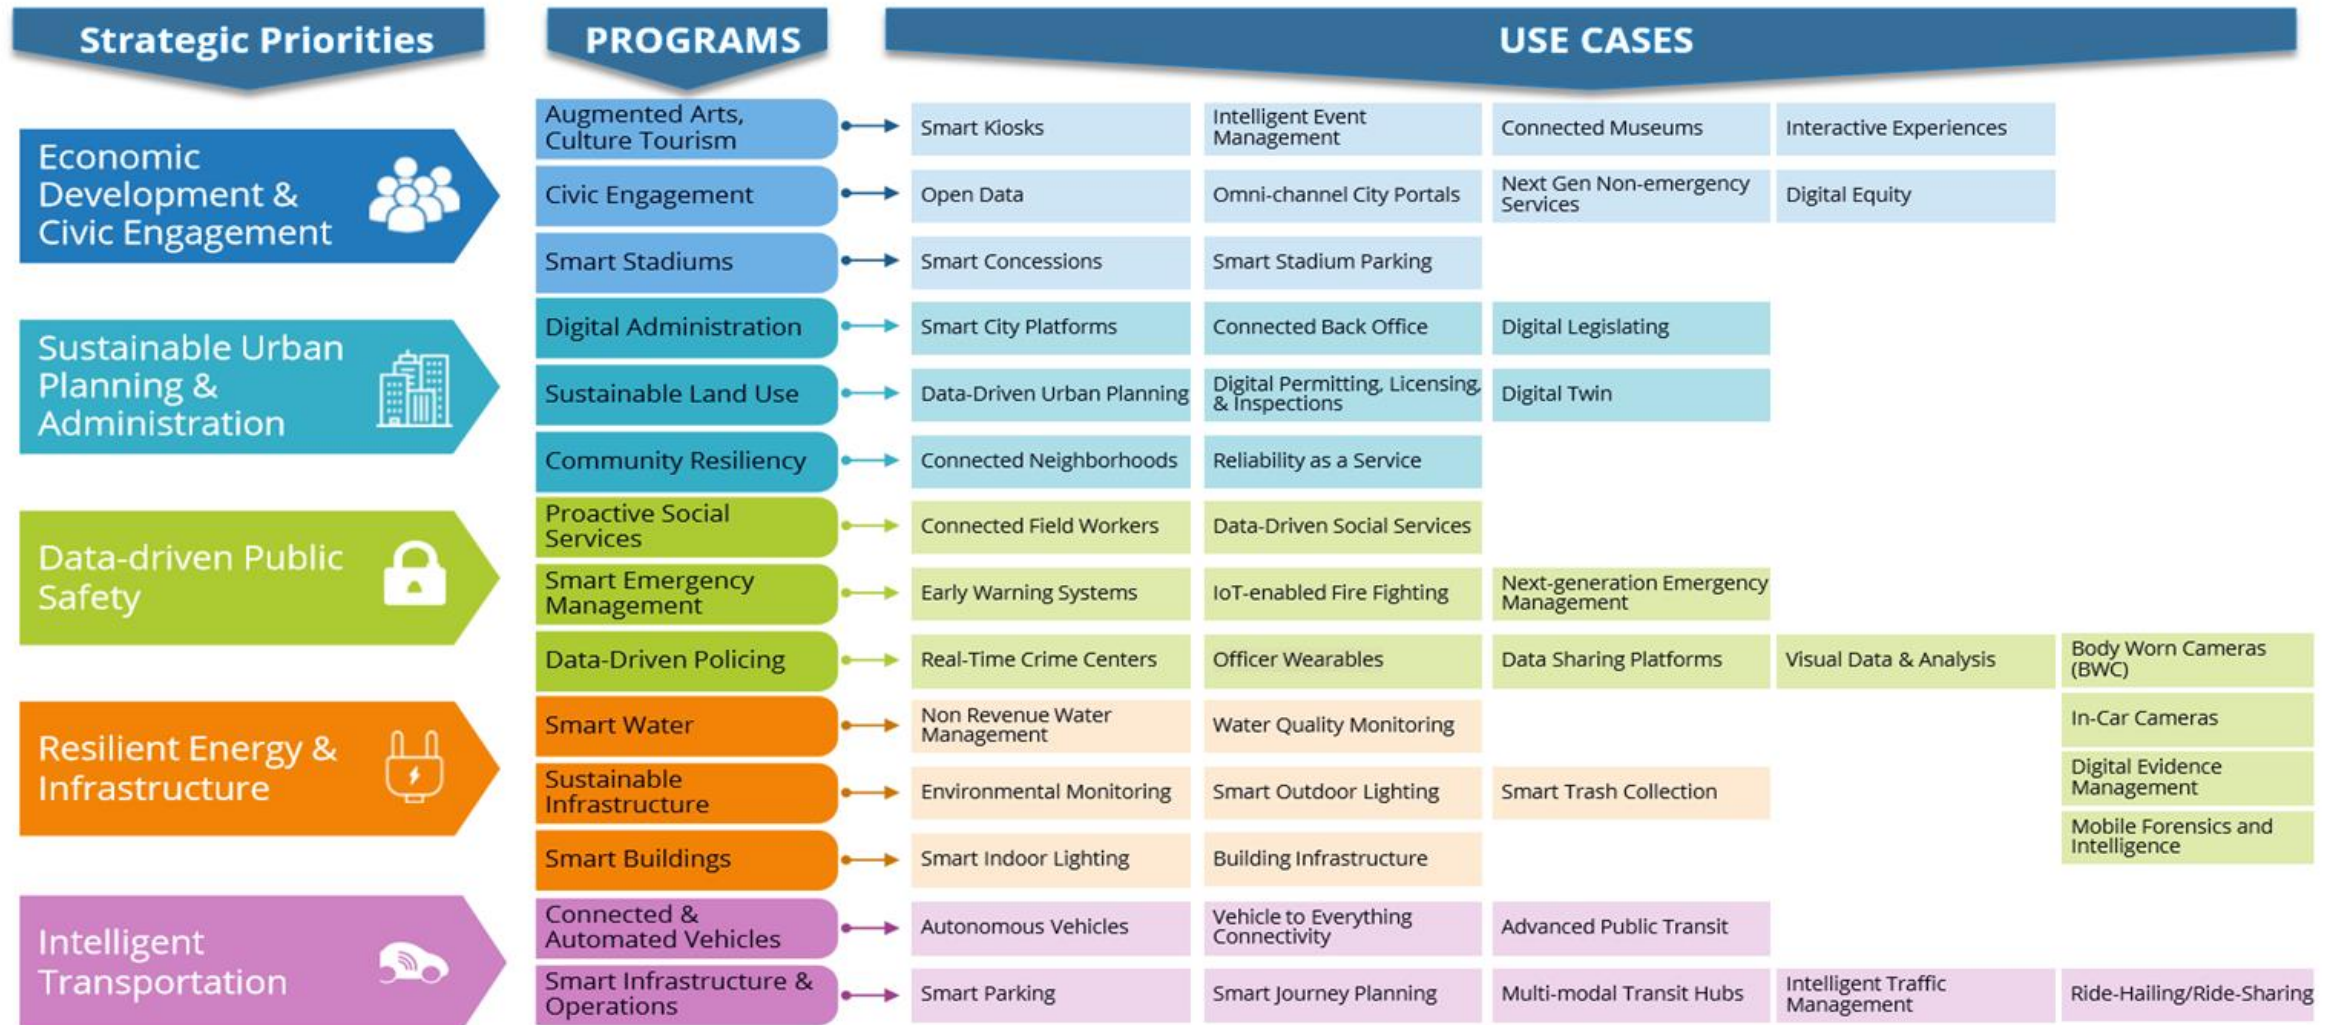 Strategic Priorities
PROGRAMS
USE CASES
Economic
Development &
Civic Engagement
Augmented Arts,
Culture Tourism
Smart Kiosks
Intelligent Event
Management
Connected Museums
Interactive Experiences
Civic Engagement
Open Data
Omni-channel City Portals
Next Gen Non-emergency
Services
Digital Equity
Smart Stadiums
Smart Concessions
Smart Stadium Parking
Sustainable Urban
Planning &
Administration
Digital Administration
Smart City Platforms
Connected Back Office
Digital Legislating
Sustainable Land Use
Data-Driven Urban Planning
Digital Permitting, Licensing,
& Inspections
Digital Twin
Community Resiliency
Connected Neighborhoods
Reliability as a Service
Data-driven Public
Safety
Proactive Social
Services
Connected Field Workers
Data-Driven Social Services
Smart Emergency
Management
Early Warning Systems
IoT-enabled Fire Fighting
Next-generation Emergency
Management
Data-Driven Policing
Real-Time Crime Centers
Officer Wearables
Data Sharing Platforms
Visual Data & Analysis
Body Worn Cameras
(BWC)
In-Car Cameras
Digital Evidence
Management
Mobile Forensics and
Intelligence
Resilient Energy &
Infrastructure
Smart Water
Non Revenue Water
Management
Water Quality Monitoring
Sustainable
Infrastructure
Environmental Monitoring
Smart Outdoor Lighting
Smart Trash Collection
Smart Buildings
Smart Indoor Lighting
Building Infrastructure
Intelligent
Transportation
Connected &
Automated Vehicles
Autonomous Vehicles
Vehicle to Everything
Connectivity
Advanced Public Transit
Smart Infrastructure &
Operations
Smart Parking
Smart Journey Planning
Multi-modal Transit Hubs
Intelligent Traffic
Management
Ride-Hailing/Ride-Sharing